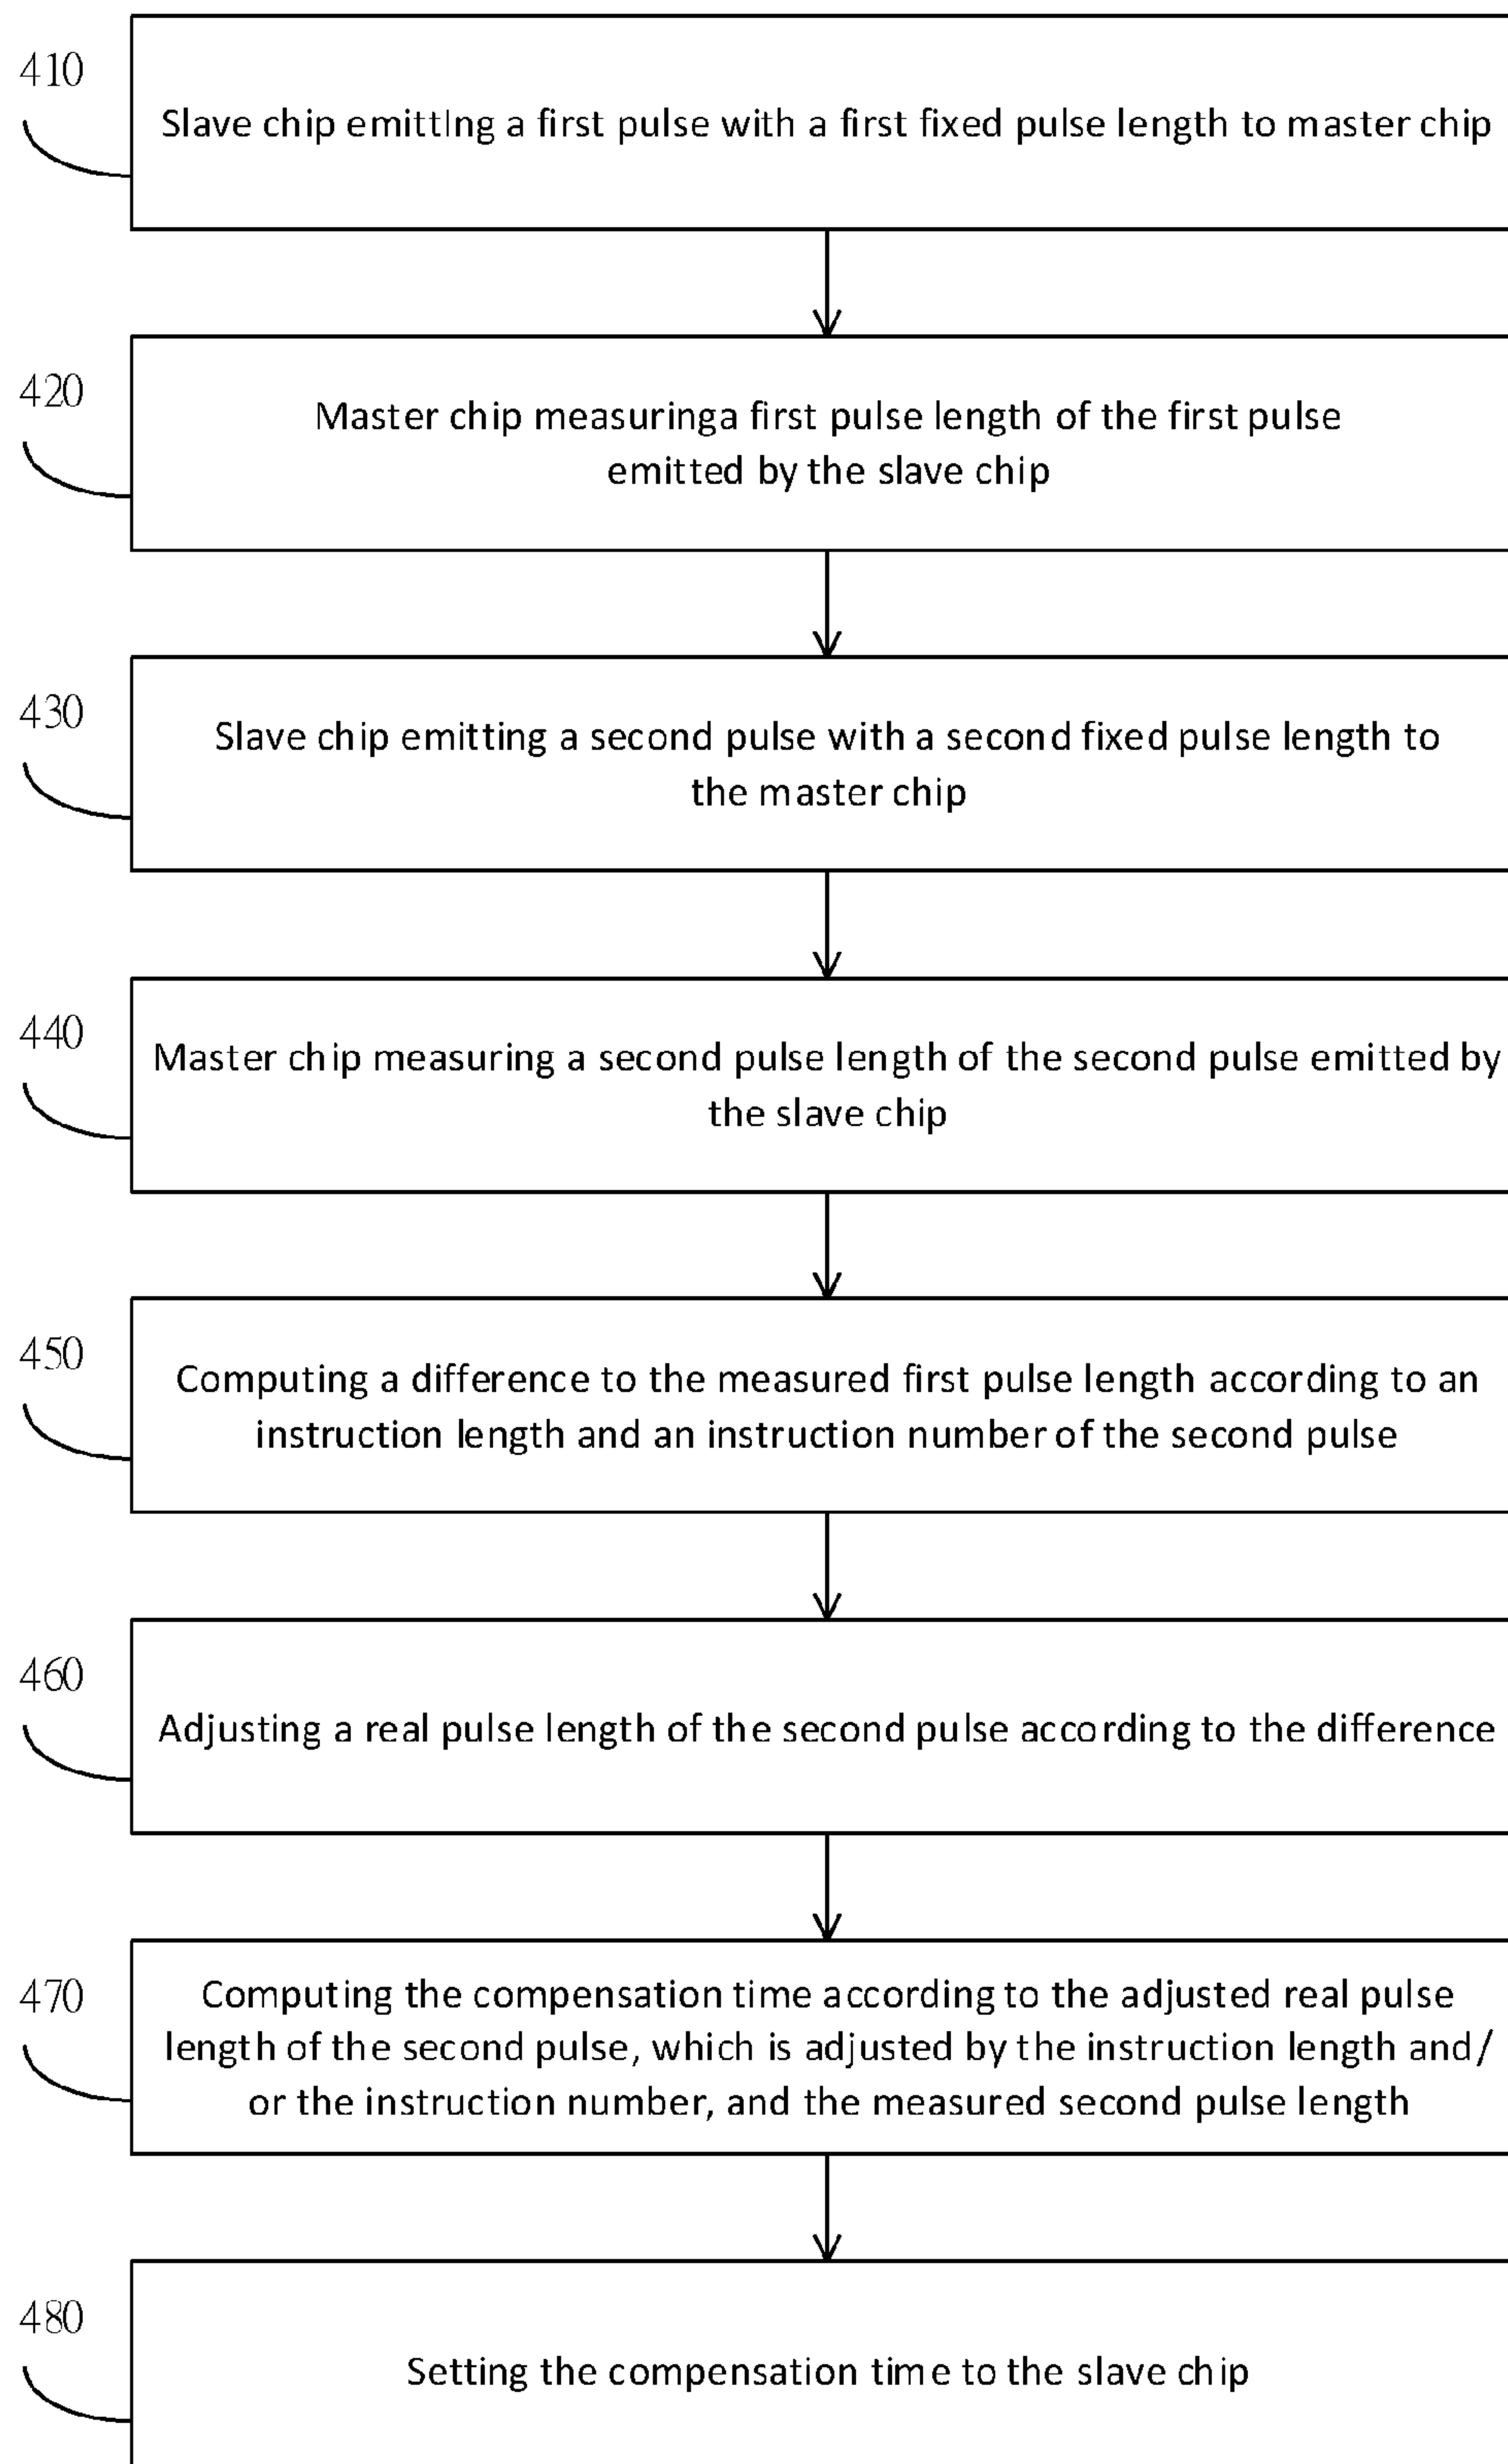 410
Slave chip emittIng a first pulse with a first fixed pulse length to master chip
420
Master chip measuringa first pulse length of the first pulse
emitted by the slave chip
430
Slave chip emitting a second pulse with a second fixed pulse length to
the master chip
440
Master chip measuring a second pulse length of the second pulse emitted by
the slave chip
450
Computing a difference to the measured first pulse length according to an
instruction length and an instruction number of the second pulse
460
Adjusting a real pulse length of the second pulse according to the difference
470
Computing the compensation time according to the adjusted real pulse
length of the second pulse, which is adjusted by the instruction length and/
or the instruction number, and the measured second pulse length
480
Setting the compensation time to the slave chip